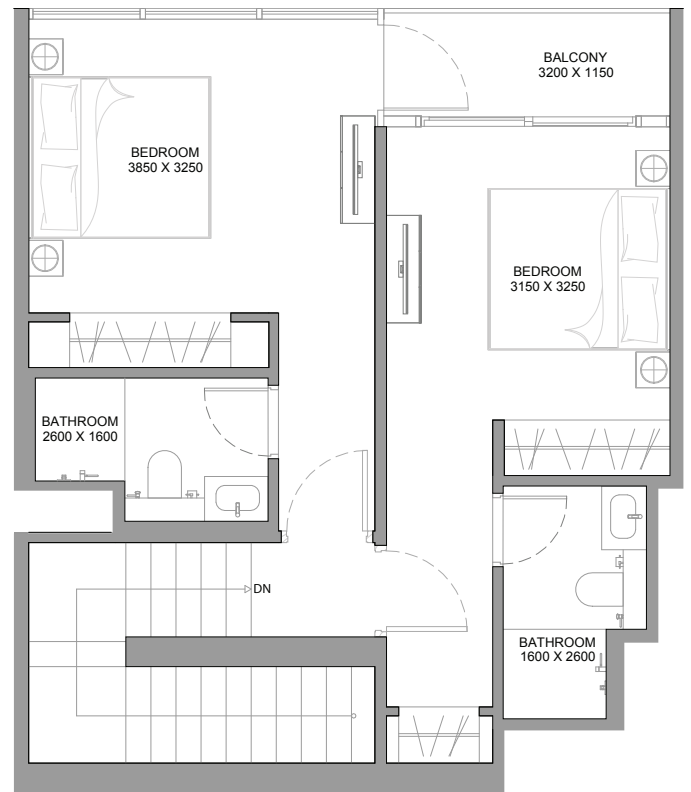 BALCONY
3200 X 1150
BEDROOM
3850 X 3250
BEDROOM
3150 X 3250
BATHROOM
2600 X 1600
DN
BATHROOM
1600 X 2600